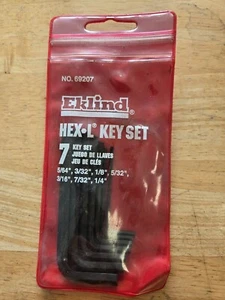 NO. 69207
Eklind®
HEX-L® KEY SET
7 KEY SET
JUEGO DE LLAVES
JEU DE CLÉS
5/64", 3/32", 1/8", 5/32",
3/16", 7/32", 1/4"